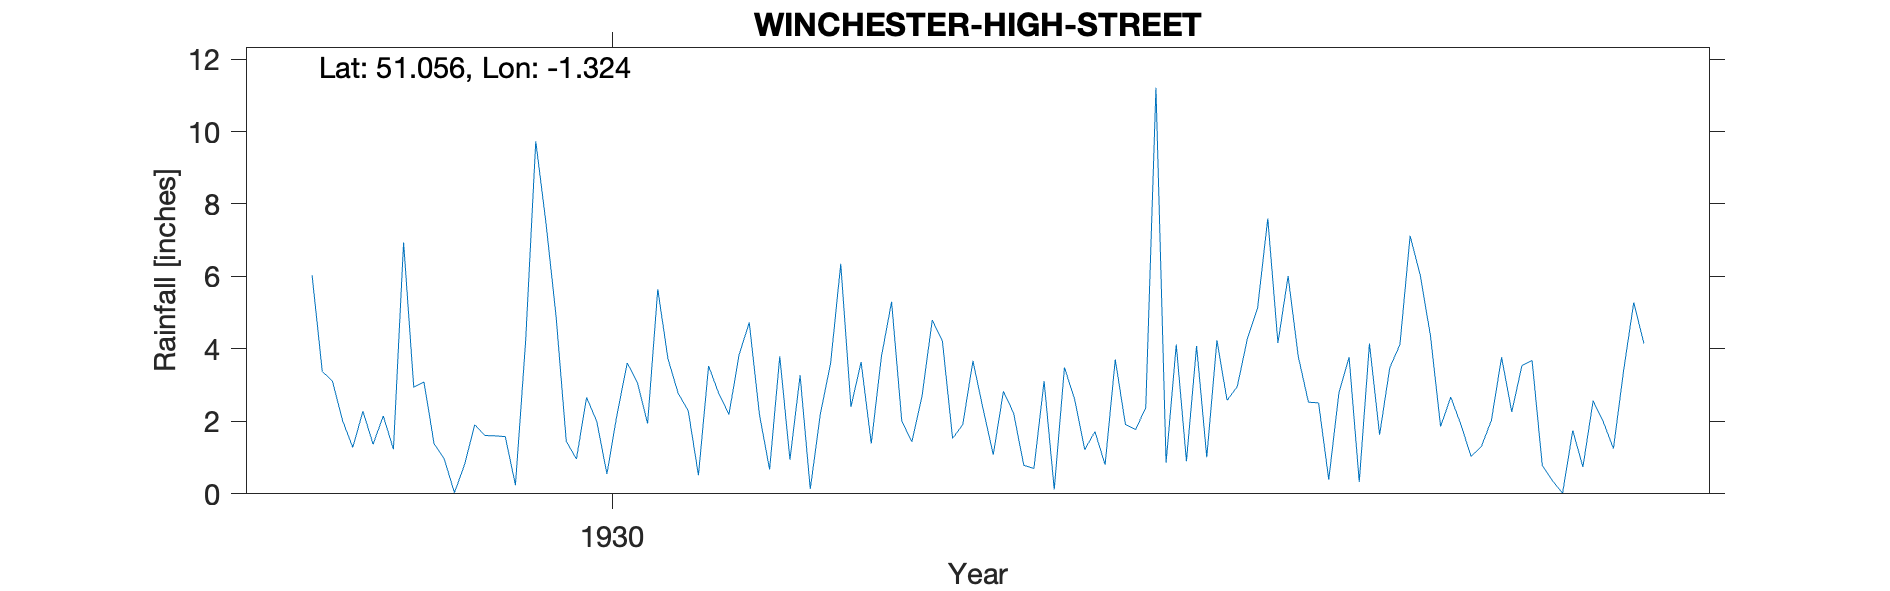 WINCHESTER-HIGH-STREET
Lat: 51.056, Lon: -1.324
12
10
8
6
4
2
0
Rainfall [inches]
1930
Year